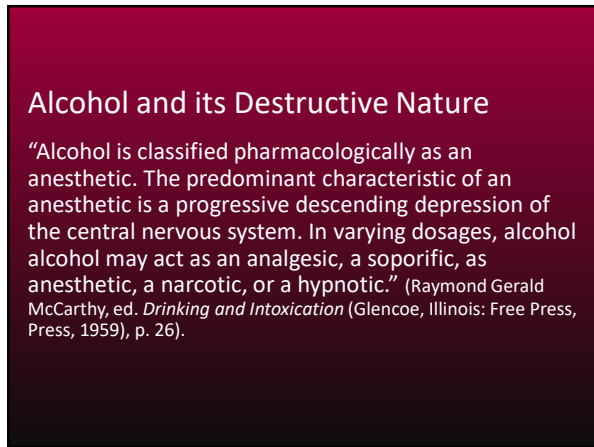 Alcohol and its Destructive Nature
“Alcohol is classified pharmacologically as an
anesthetic. The predominant characteristic of an
anesthetic is a progressive descending depression of
the central nervous system. In varying dosages, alcohol
alcohol may act as an analgesic, a soporific, as
anesthetic, a narcotic, or a hypnotic.” (Raymond Gerald
McCarthy, ed. Drinking and Intoxication (Glencoe, Illinois: Free Press,
Press, 1959), p. 26).